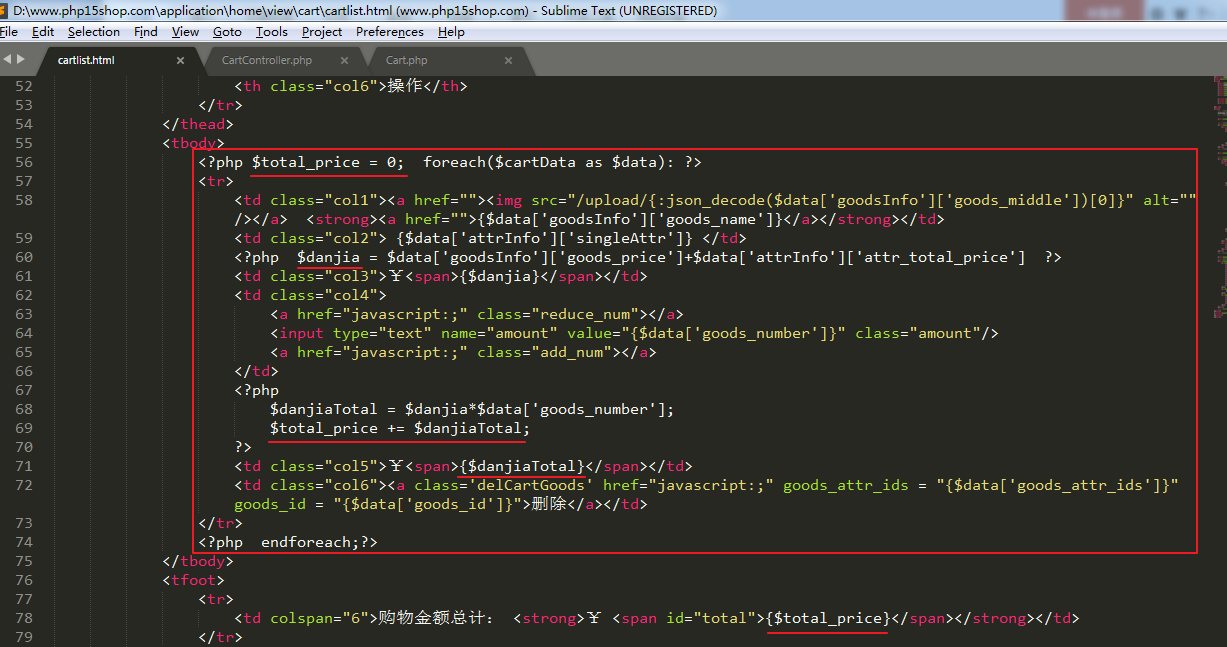 D:\www.php15shop.com\application\home\view\cart\cartlist.html (www.php15shop.com) - Sublime Text (UNREGISTERED)
File Edit Selection Find View Goto Tools Project Preferences Help
cartlist.html × CartController.php × Cart.php ×
52 <th class="col6">操作</th>
53 </tr>
54 </thead>
55 <tbody>
56 <?php $total_price = 0;  foreach($cartData as $data): ?>
57 <tr>
58 <td class="col1"><a href=""><img src="/upload/{:json_decode($data['goodsInfo']['goods_middle'])[0]}" alt=""
/></a>  <strong><a href="">{$data['goodsInfo']['goods_name']}</a></strong></td>
59 <td class="col2"> {$data['attrInfo']['singleAttr']} </td>
60 <?php  $danjia = $data['goodsInfo']['goods_price']+$data['attrInfo']['attr_total_price']  ?>
61 <td class="col3">￥<span>{$danjia}</span></td>
62 <td class="col4">
63 <a href="javascript:;" class="reduce_num"></a>
64 <input type="text" name="amount" value="{$data['goods_number']}" class="amount"/>
65 <a href="javascript:;" class="add_num"></a>
66 </td>
67 <?php
68 $danjiaTotal = $danjia*$data['goods_number'];
69 $total_price += $danjiaTotal;
70 ?>
71 <td class="col5">￥<span>{$danjiaTotal}</span></td>
72 <td class="col6"><a class='delCartGoods' href="javascript:;" goods_attr_ids = "{$data['goods_attr_ids']}"
goods_id = "{$data['goods_id']}">删除</a></td>
73 </tr>
74 <?php  endforeach;?>
75 </tbody>
76 <tfoot>
77 <tr>
78 <td colspan="6">购物金额总计： <strong>￥ <span id="total">{$total_price}</span></strong></td>
79 </tr>